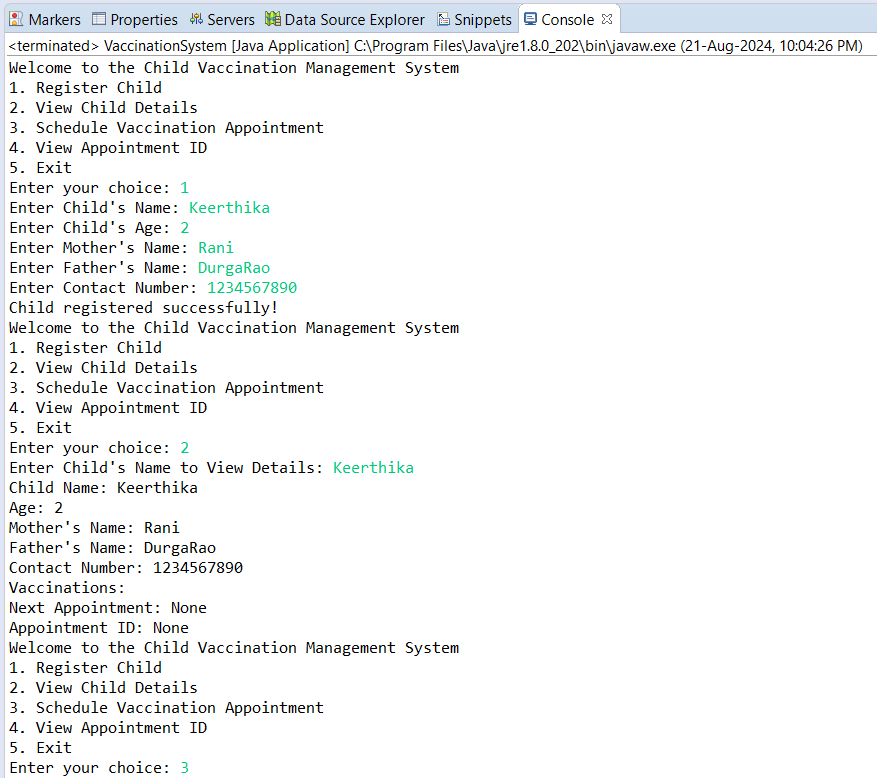 Markers Properties Servers Data Source Explorer Snippets Console
<terminated> VaccinationSystem [Java Application] C:\Program Files\Java\jre1.8.0_202\bin\javaw.exe (21-Aug-2024, 10:04:26 PM)
Welcome to the Child Vaccination Management System
1. Register Child
2. View Child Details
3. Schedule Vaccination Appointment
4. View Appointment ID
5. Exit
Enter your choice: 1
Enter Child's Name: Keerthika
Enter Child's Age: 2
Enter Mother's Name: Rani
Enter Father's Name: DurgaRao
Enter Contact Number: 1234567890
Child registered successfully!
Welcome to the Child Vaccination Management System
1. Register Child
2. View Child Details
3. Schedule Vaccination Appointment
4. View Appointment ID
5. Exit
Enter your choice: 2
Enter Child's Name to View Details: Keerthika
Child Name: Keerthika
Age: 2
Mother's Name: Rani
Father's Name: DurgaRao
Contact Number: 1234567890
Vaccinations:
Next Appointment: None
Appointment ID: None
Welcome to the Child Vaccination Management System
1. Register Child
2. View Child Details
3. Schedule Vaccination Appointment
4. View Appointment ID
5. Exit
Enter your choice: 3